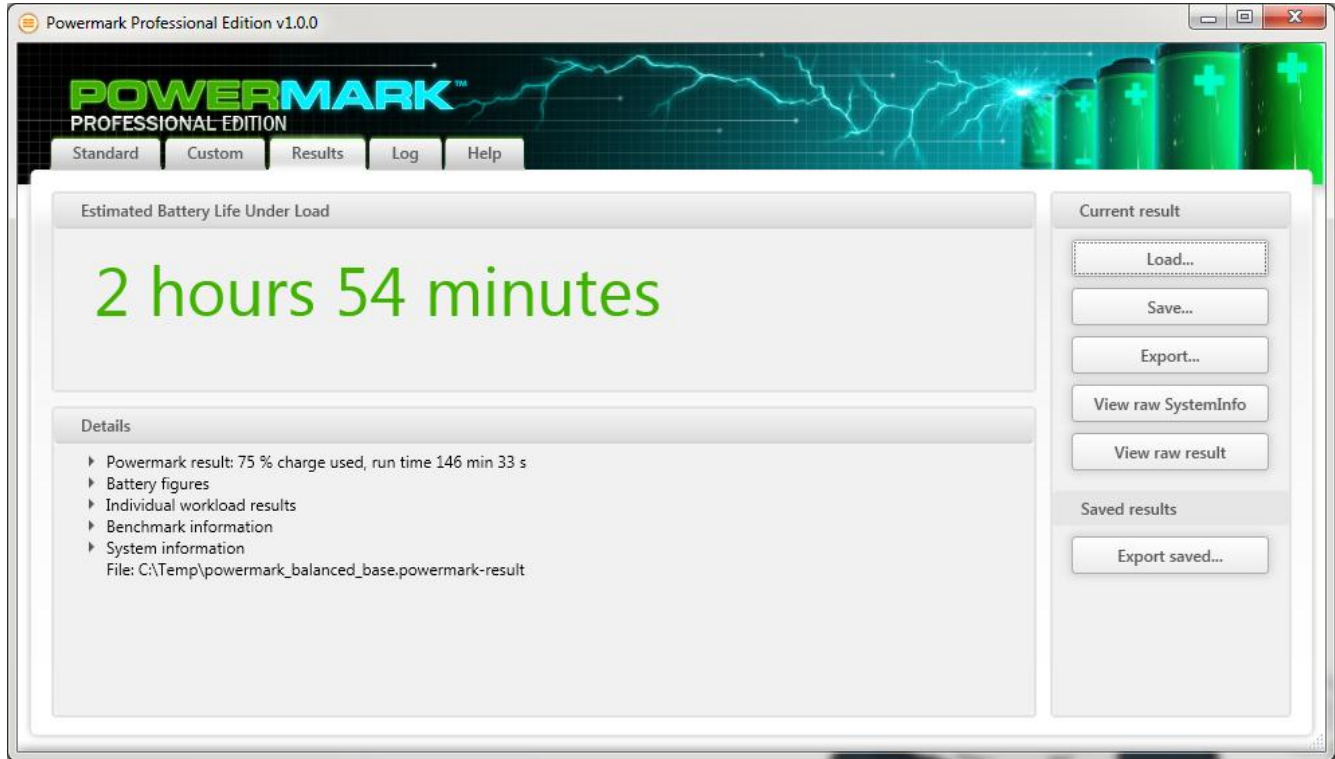 Powermark Professional Edition v1.0.0
POWERMARK™
PROFESSIONAL EDITION
Standard Custom Results Log Help
Estimated Battery Life Under Load
2 hours 54 minutes
Details
Powermark result: 75 % charge used, run time 146 min 33 s
Battery figures
Individual workload results
Benchmark information
System information
File: C:\Temp\powermark_balanced_base.powermark-result
Current result
Load...
Save...
Export...
View raw SystemInfo
View raw result
Saved results
Export saved...